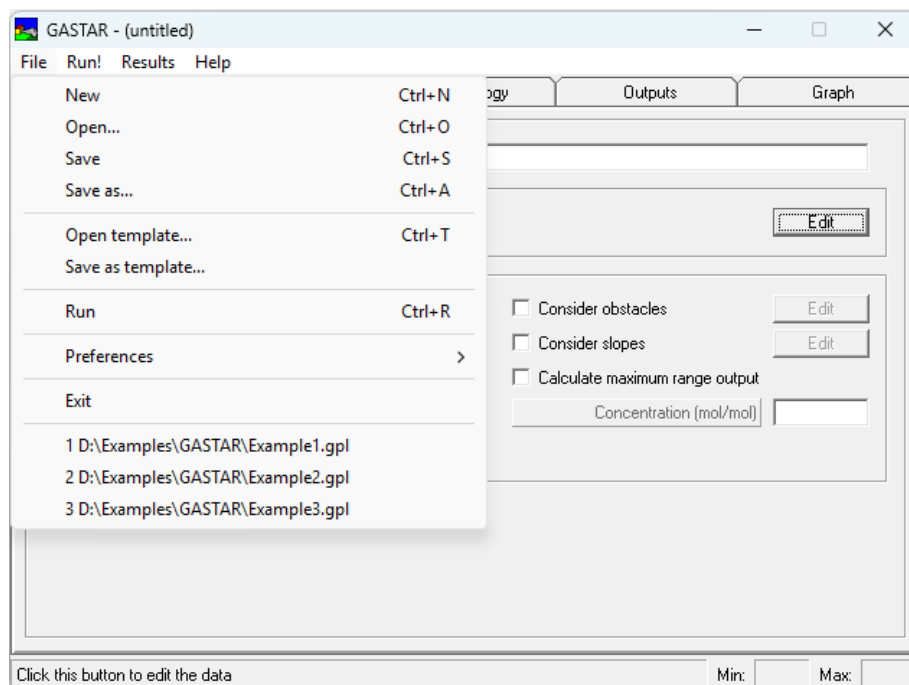 GASTAR - (untitled)
File Run! Results Help
New Ctrl+N
Open... Ctrl+O
Save Ctrl+S
Save as... Ctrl+A
Open template... Ctrl+T
Save as template...
Run Ctrl+R
Preferences
Exit
1 D:\Examples\GASTAR\Example1.gpl
2 D:\Examples\GASTAR\Example2.gpl
3 D:\Examples\GASTAR\Example3.gpl
Outputs Graph
Edit
Consider obstacles Edit
Consider slopes Edit
Calculate maximum range output
Concentration (mol/mol)
Click this button to edit the data Min: Max: